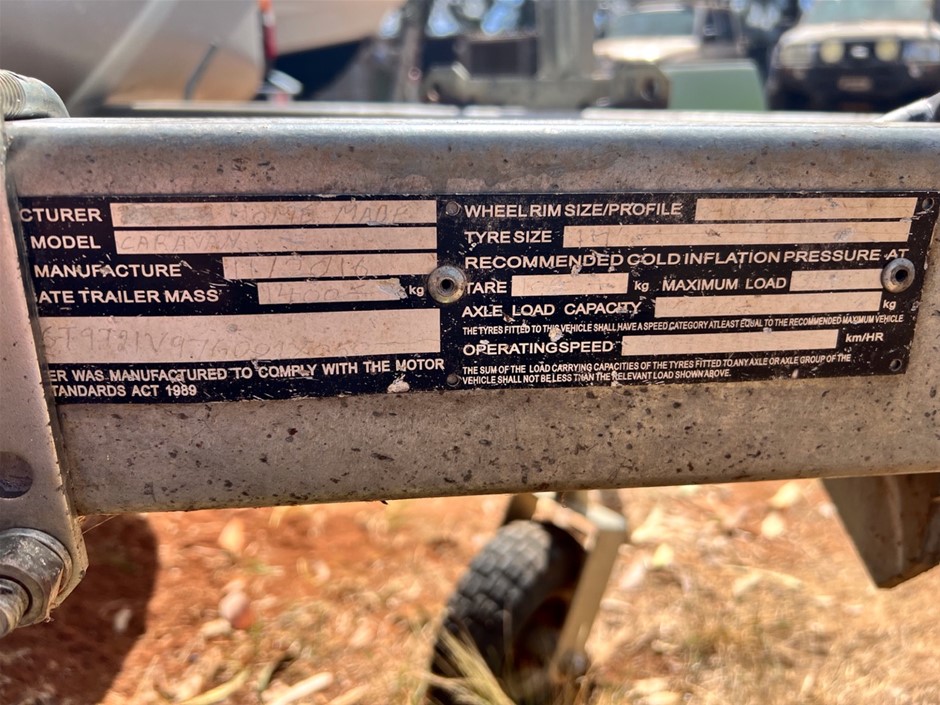 CTURER HOME MADE
MODEL CARAVAN
MANUFACTURE
ATE TRAILER MASS kg
ER WAS MANUFACTURED TO COMPLY WITH THE MOTOR
STANDARDS ACT 1989
WHEEL RIM SIZE/PROFILE
TYRE SIZE
RECOMMENDED COLD INFLATION PRESSURE AT
TARE kg MAXIMUM LOAD
AXLE LOAD CAPACITY kg
THE TYRES FITTED TO THIS VEHICLE SHALL HAVE A SPEED CATEGORY ATLEAST EQUAL TO THE RECOMMENDED MAXIMUM VEHICLE
OPERATINGSPEED km/HR
THE SUM OF THE LOAD CARRYING CAPACITIES OF THE TYRES FITTED TO ANY AXLE OR AXLE GROUP OF THE
VEHICLE SHALL NOT BE LESS THAN THE RELEVANT LOAD SHOWN ABOVE.